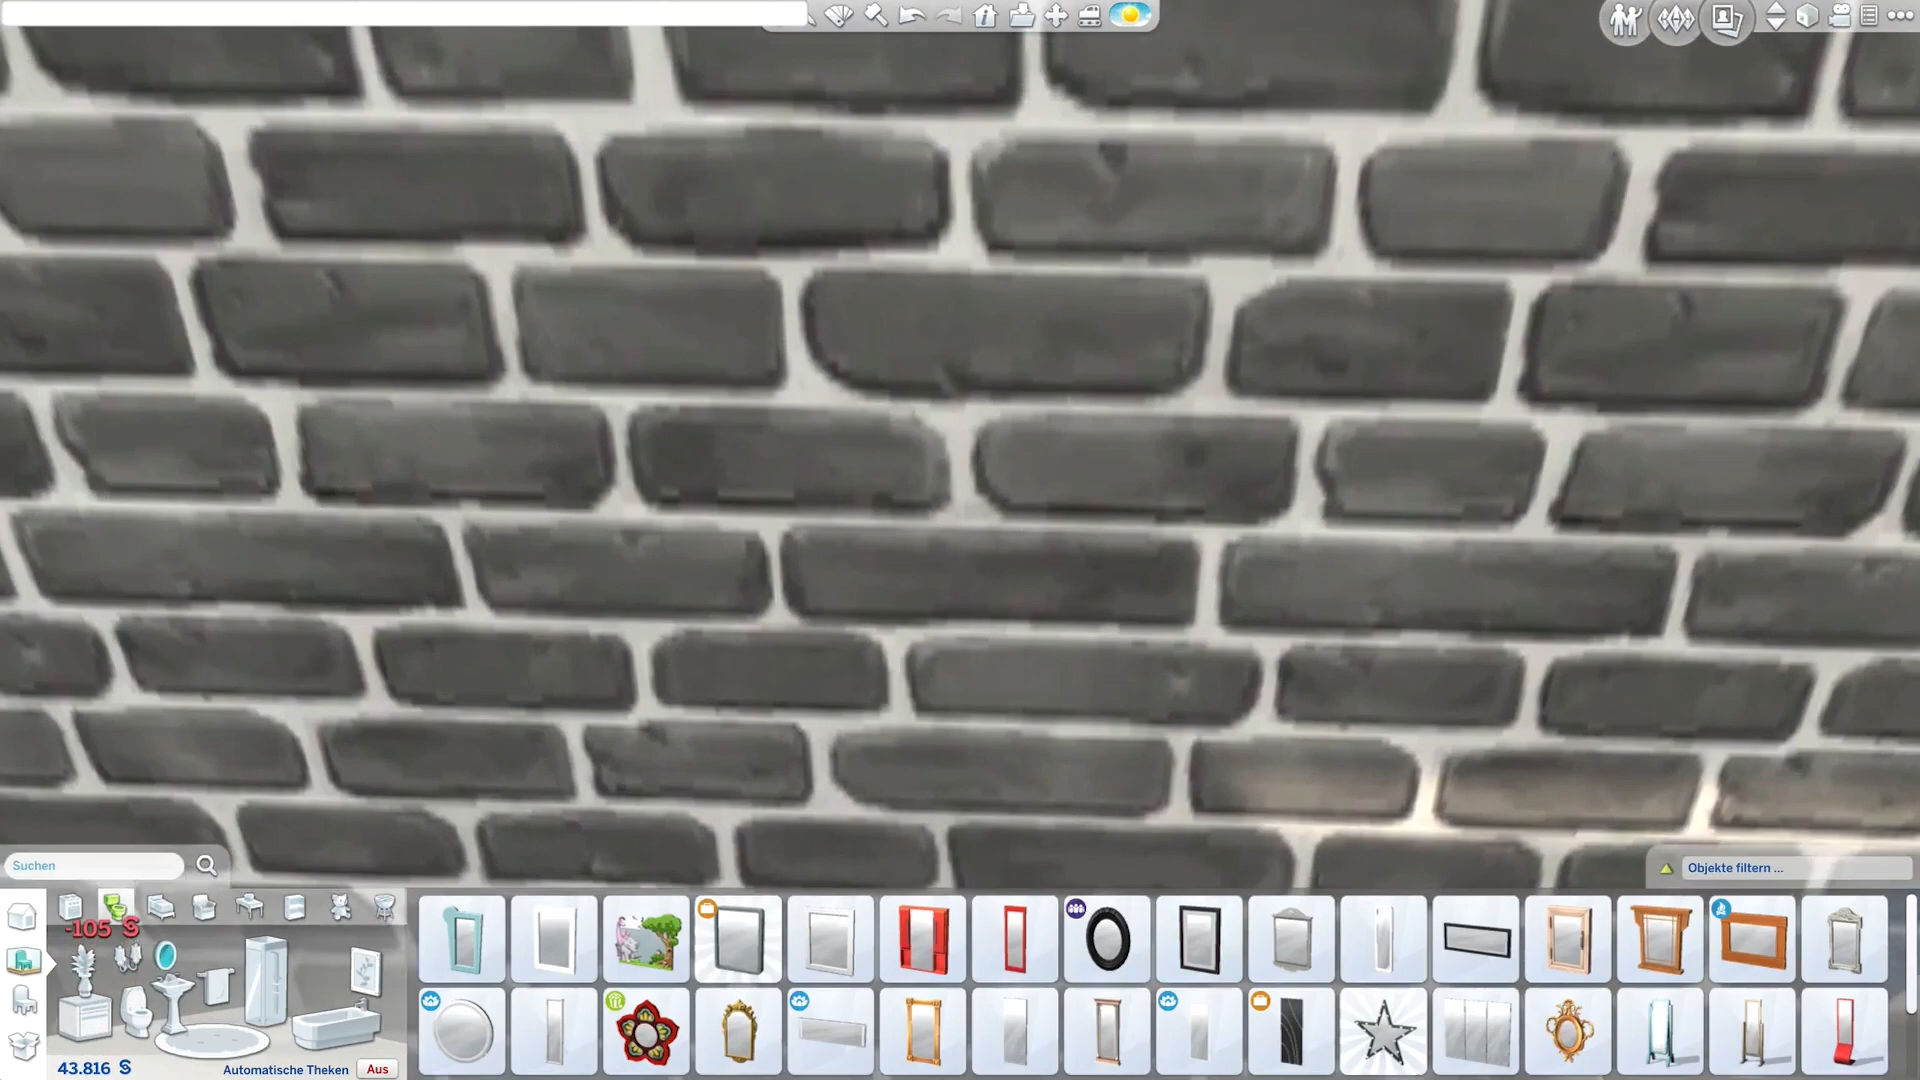 Suchen
Objekte filtern ...
-105 S
43.816 S
Automatische Theken
Aus